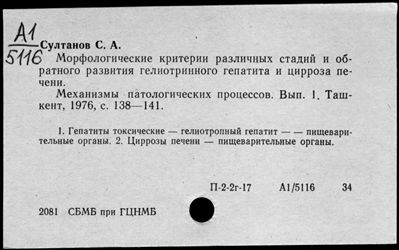 А1
5116
Султанов С. А.
Морфологические критерии различных стадий и об-
ратного развития гелиотринного гепатита и цирроза пе-
чени.
Механизмы патологических процессов. Вып. 1. Таш-
кент, 1976, с. 138—141.
1. Гепатиты токсические — гелиотропный гепатит — — пищевари-
тельные органы. 2. Циррозы печени — пищеварительные органы.
П-2-2г-17 А1/5116 34
2081 СБМБ при ГЦНМБ